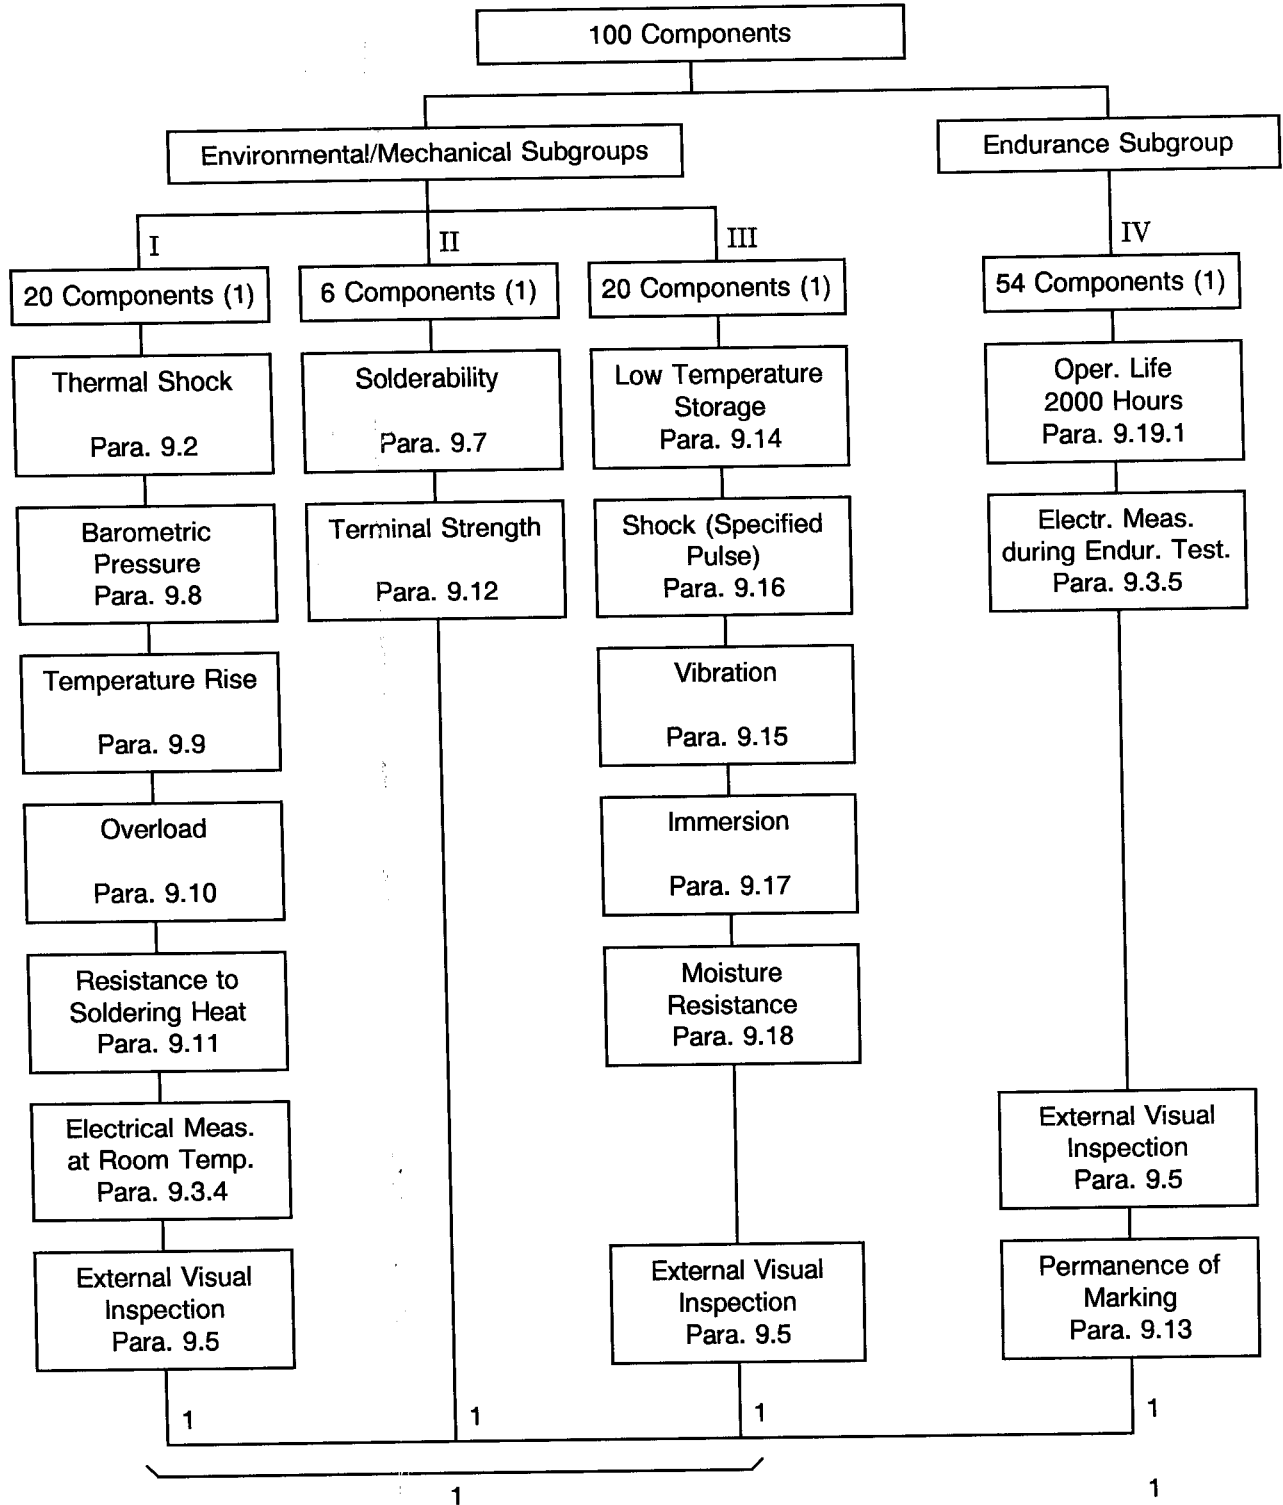 100 Components
Environmental/Mechanical Subgroups
Endurance Subgroup
I
II
III
IV
20 Components (1)
6 Components (1)
20 Components (1)
54 Components (1)
Thermal Shock
Para. 9.2
Barometric
Pressure
Para. 9.8
Temperature Rise
Para. 9.9
Overload
Para. 9.10
Resistance to
Soldering Heat
Para. 9.11
Electrical Meas.
at Room Temp.
Para. 9.3.4
External Visual
Inspection
Para. 9.5
Solderability
Para. 9.7
Terminal Strength
Para. 9.12
Low Temperature
Storage
Para. 9.14
Shock (Specified
Pulse)
Para. 9.16
Vibration
Para. 9.15
Immersion
Para. 9.17
Moisture
Resistance
Para. 9.18
External Visual
Inspection
Para. 9.5
Oper. Life
2000 Hours
Para. 9.19.1
Electr. Meas.
during Endur. Test.
Para. 9.3.5
External Visual
Inspection
Para. 9.5
Permanence of
Marking
Para. 9.13
1
1
1
1
1
1